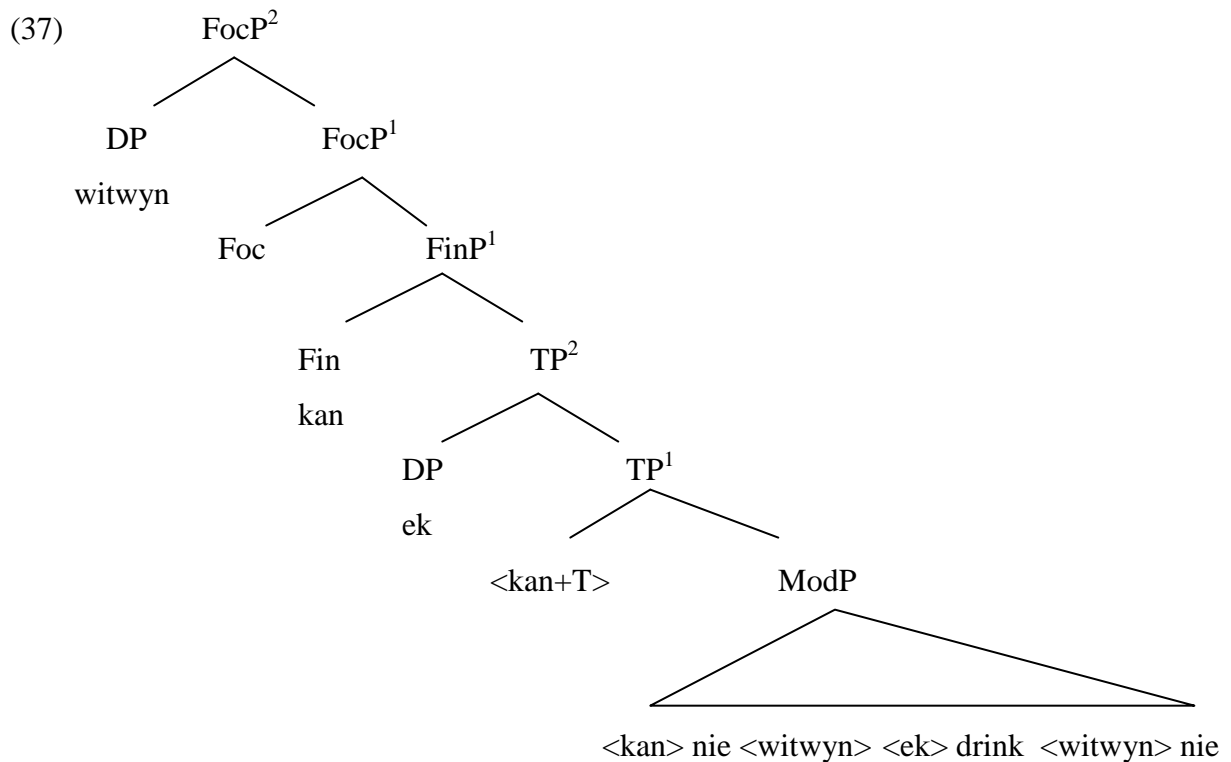 (37) FocP²
DP FocP¹
witwyn
Foc FinP¹
Fin TP²
kan
DP TP¹
ek
<kan+T> ModP
<kan> nie <witwyn> <ek> drink <witwyn> nie